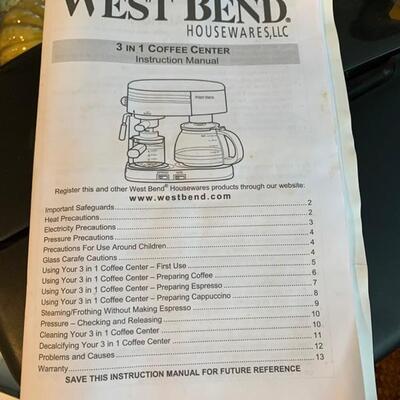 WEST BEND®
HOUSEWARES,LLC
3 IN 1 COFFEE CENTER
Instruction Manual
West Bend
Register this and other West Bend® Housewares products through our website:
www.westbend.com
Important Safeguards 2
Heat Precautions 2
Electricity Precautions 3
Pressure Precautions 4
Precautions For Use Around Children 4
Glass Carafe Cautions 4
Using Your 3 in 1 Coffee Center – First Use 5
Using Your 3 in 1 Coffee Center – Preparing Coffee 6
Using Your 3 in 1 Coffee Center – Preparing Espresso 7
Using Your 3 in 1 Coffee Center – Preparing Cappuccino 8
Steaming/Frothing Without Making Espresso 9
Pressure – Checking and Releasing 10
Cleaning Your 3 in 1 Coffee Center 10
Decalcifying Your 3 in 1 Coffee Center 11
Problems and Causes 12
Warranty 13
SAVE THIS INSTRUCTION MANUAL FOR FUTURE REFERENCE